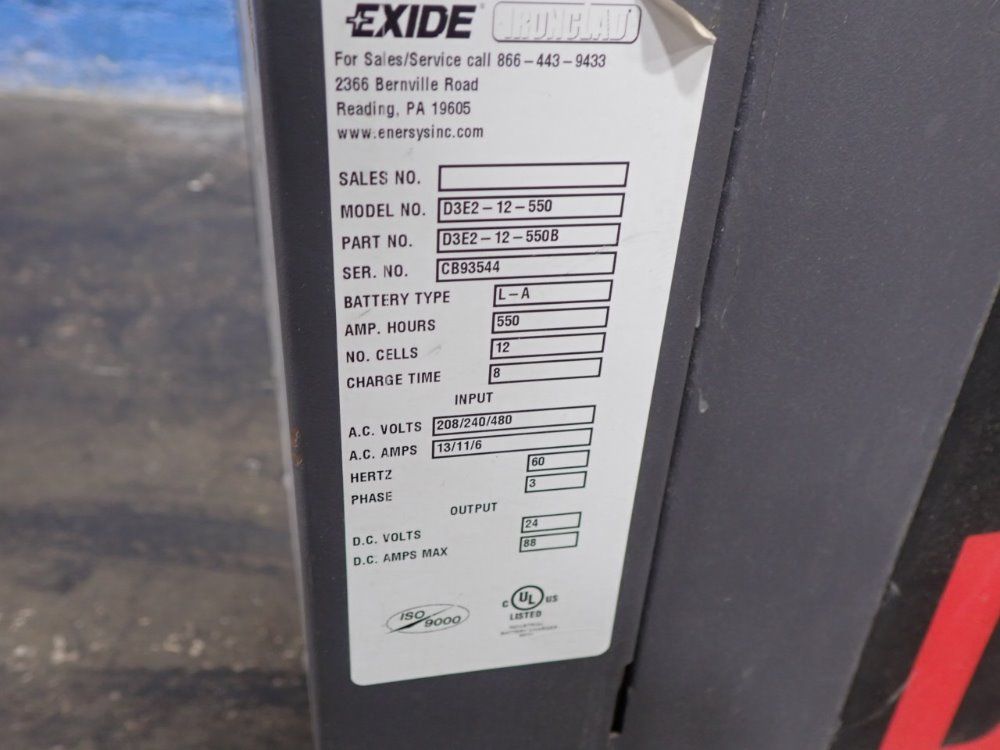 EXIDE IRONCLAD
For Sales/Service call 866-443-9433
2366 Bernville Road
Reading, PA 19605
www.enersysinc.com
SALES NO.
MODEL NO. D3E2-12-550
PART NO. D3E2-12-550B
SER. NO. CB93544
BATTERY TYPE L-A
AMP. HOURS 550
NO. CELLS 12
CHARGE TIME 8
INPUT
A.C. VOLTS 208/240/480
A.C. AMPS 13/11/6
HERTZ 60
PHASE 3
OUTPUT
D.C. VOLTS 24
D.C. AMPS MAX 88
ISO 9000
C UL US
LISTED
INDUSTRIAL
BATTERY CHARGER